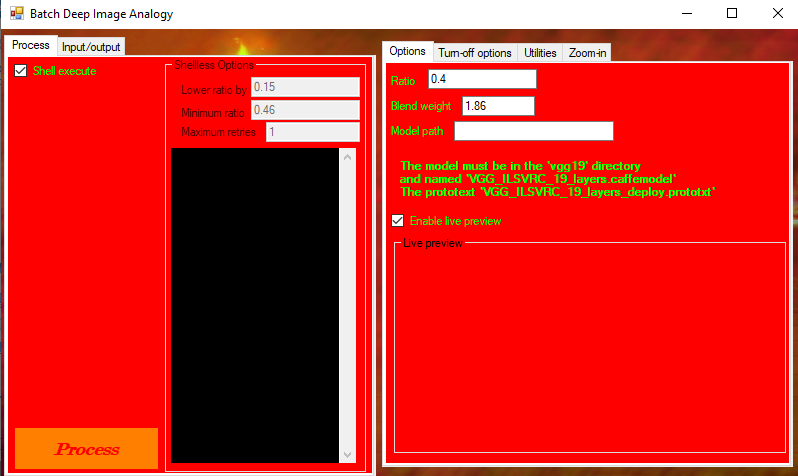 Batch Deep Image Analogy
Process
Input/output
Shell execute
Shellless Options
Lower ratio by
0.15
Minimum ratio
0.46
Maximum retries
1
Process
Options
Turn-off options
Utilities
Zoom-in
Ratio
0.4
Blend weight
1.86
Model path
The model must be in the 'vgg19' directory
and named 'VGG_ILSVRC_19_layers.caffemodel'
The prototext 'VGG_ILSVRC_19_layers_deploy.prototxt'
Enable live preview
Live preview